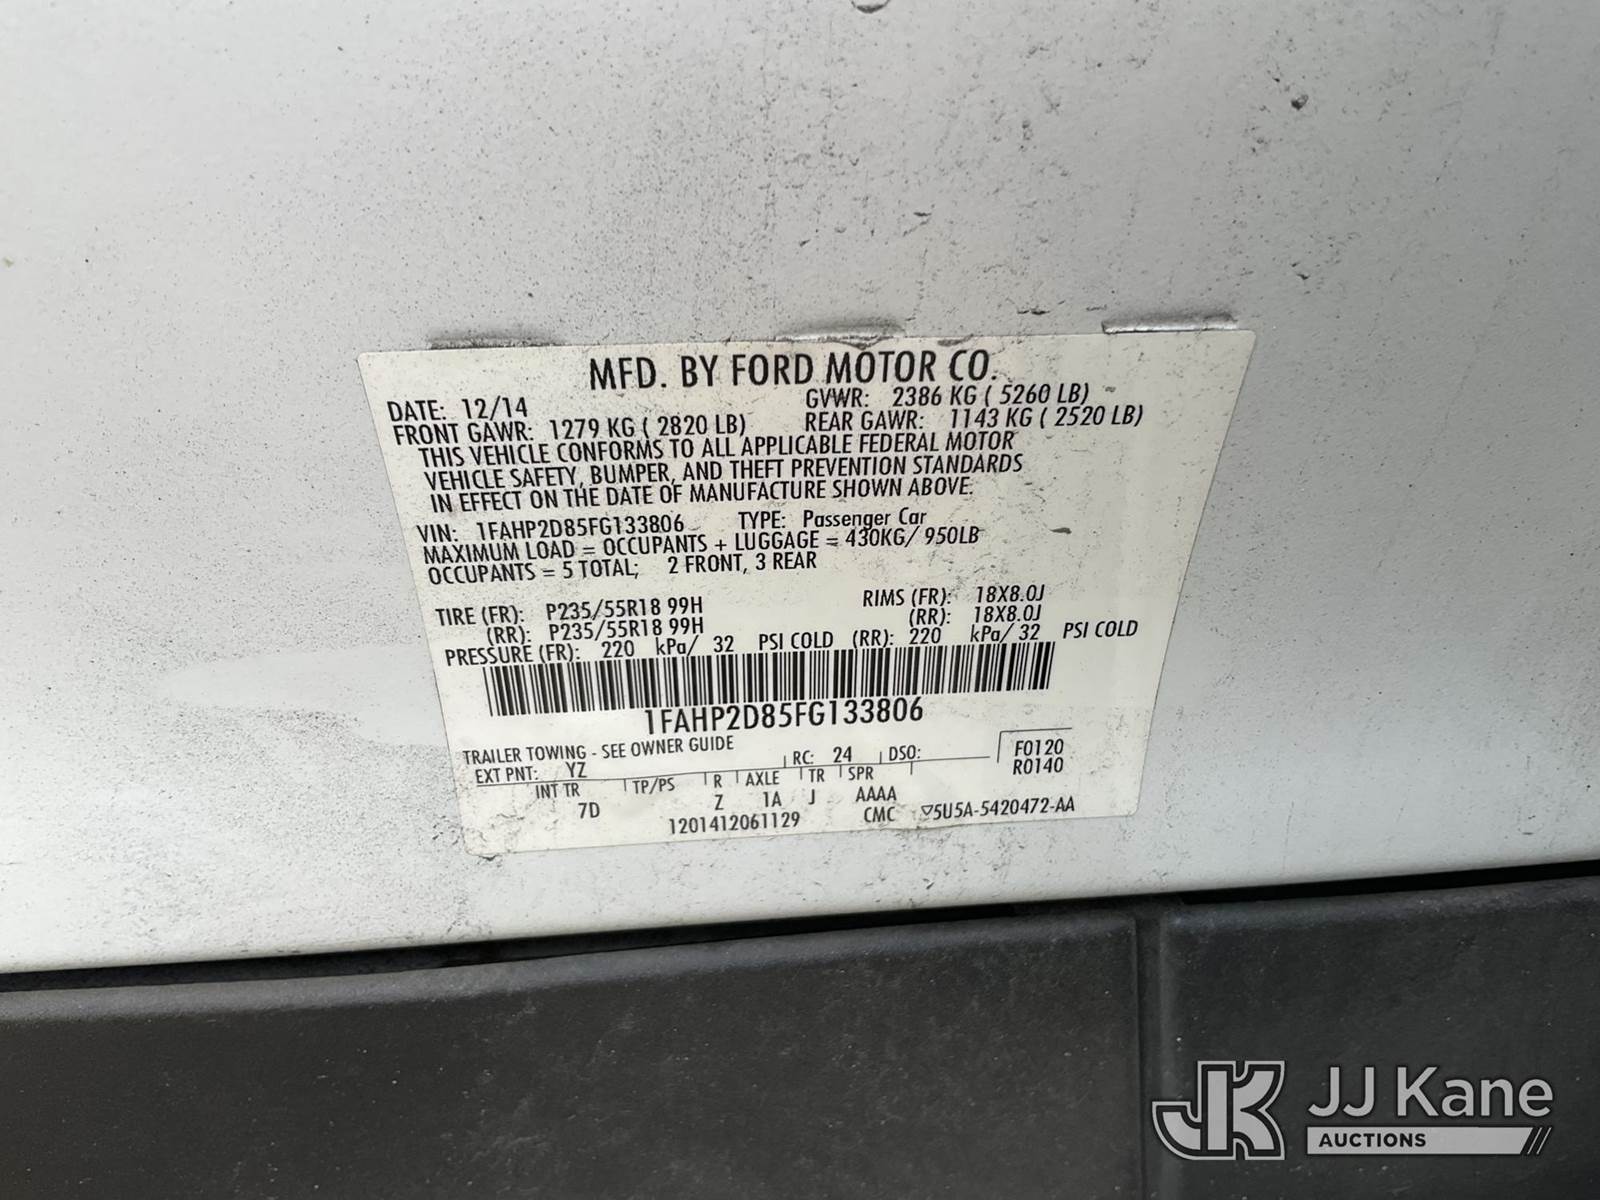 MFD. BY FORD MOTOR CO.
DATE: 12/14 GVWR: 2386 KG ( 5260 LB)
FRONT GAWR: 1279 KG ( 2820 LB) REAR GAWR: 1143 KG ( 2520 LB)
THIS VEHICLE CONFORMS TO ALL APPLICABLE FEDERAL MOTOR
VEHICLE SAFETY, BUMPER, AND THEFT PREVENTION STANDARDS
IN EFFECT ON THE DATE OF MANUFACTURE SHOWN ABOVE.
VIN: 1FAHP2D85FG133806 TYPE: Passenger Car
MAXIMUM LOAD = OCCUPANTS + LUGGAGE = 430KG/ 950LB
OCCUPANTS = 5 TOTAL; 2 FRONT, 3 REAR
TIRE (FR): P235/55R18 99H RIMS (FR): 18X8.0J
(RR): P235/55R18 99H (RR): 18X8.0J
PRESSURE (FR): 220 kPa/ 32 PSI COLD (RR): 220 kPa/ 32 PSI COLD
1FAHP2D85FG133806
TRAILER TOWING - SEE OWNER GUIDE
EXT PNT: YZ RC: 24 DSO: F0120
R0140
INT TR TP/PS R AXLE TR SPR
7D Z 1A J AAAA
1201412061129 CMC ▽5U5A-5420472-AA
JK JJ Kane
AUCTIONS